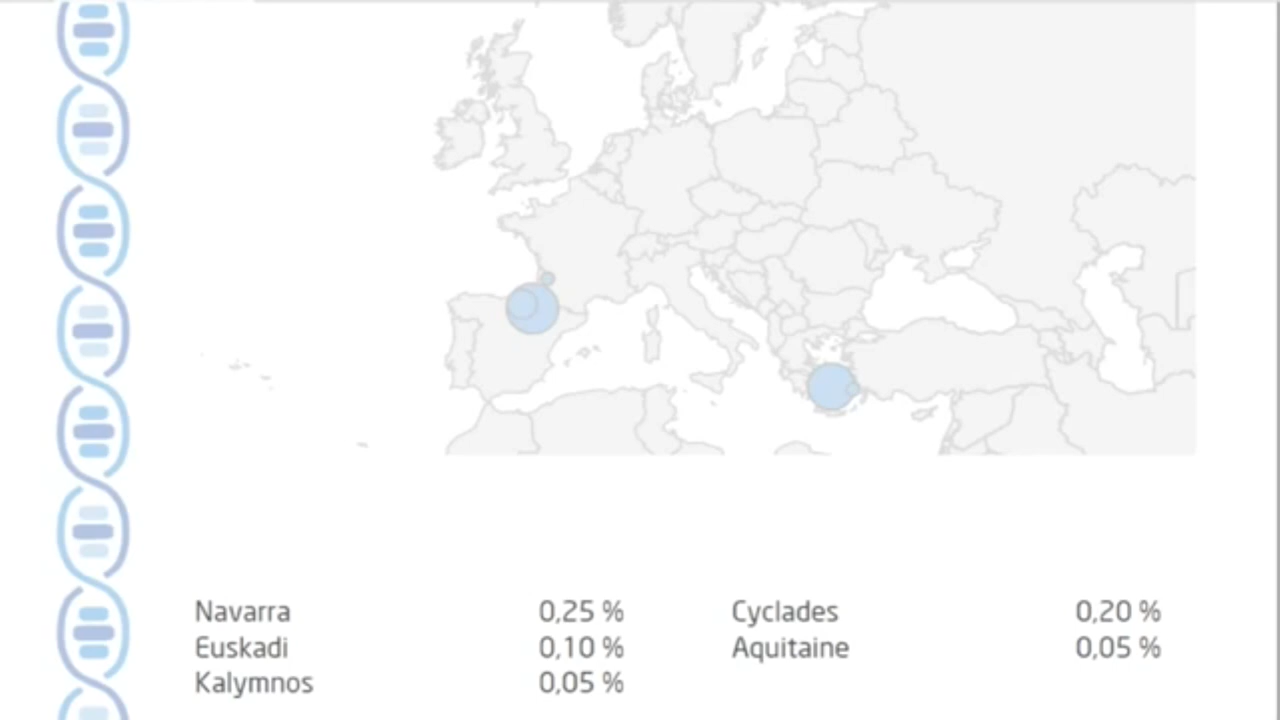 Navarra 0,25 % Cyclades 0,20 %
Euskadi 0,10 % Aquitaine 0,05 %
Kalymnos 0,05 %